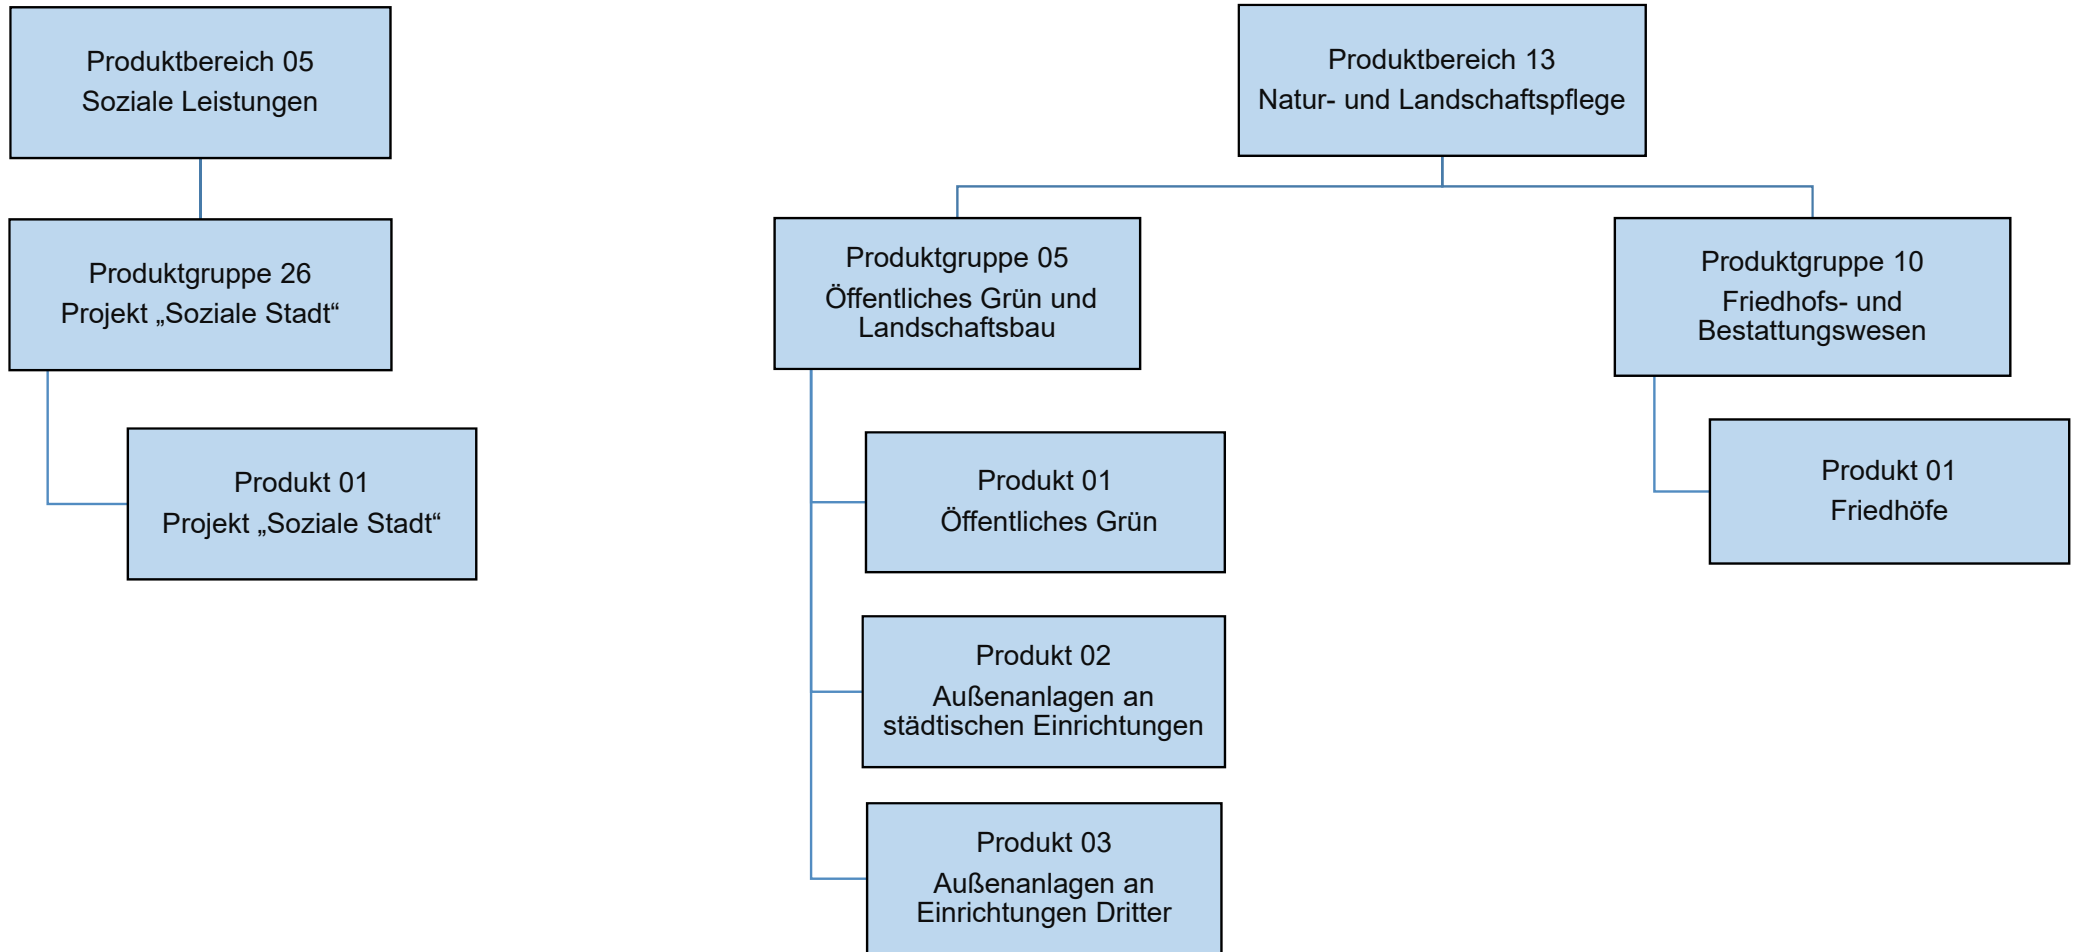 Produktbereich 05
Soziale Leistungen
Produktgruppe 26
Projekt „Soziale Stadt“
Produkt 01
Projekt „Soziale Stadt“
Produktbereich 13
Natur- und Landschaftspflege
Produktgruppe 05
Öffentliches Grün und
Landschaftsbau
Produkt 01
Öffentliches Grün
Produkt 02
Außenanlagen an
städtischen Einrichtungen
Produkt 03
Außenanlagen an
Einrichtungen Dritter
Produktgruppe 10
Friedhofs- und
Bestattungswesen
Produkt 01
Friedhöfe